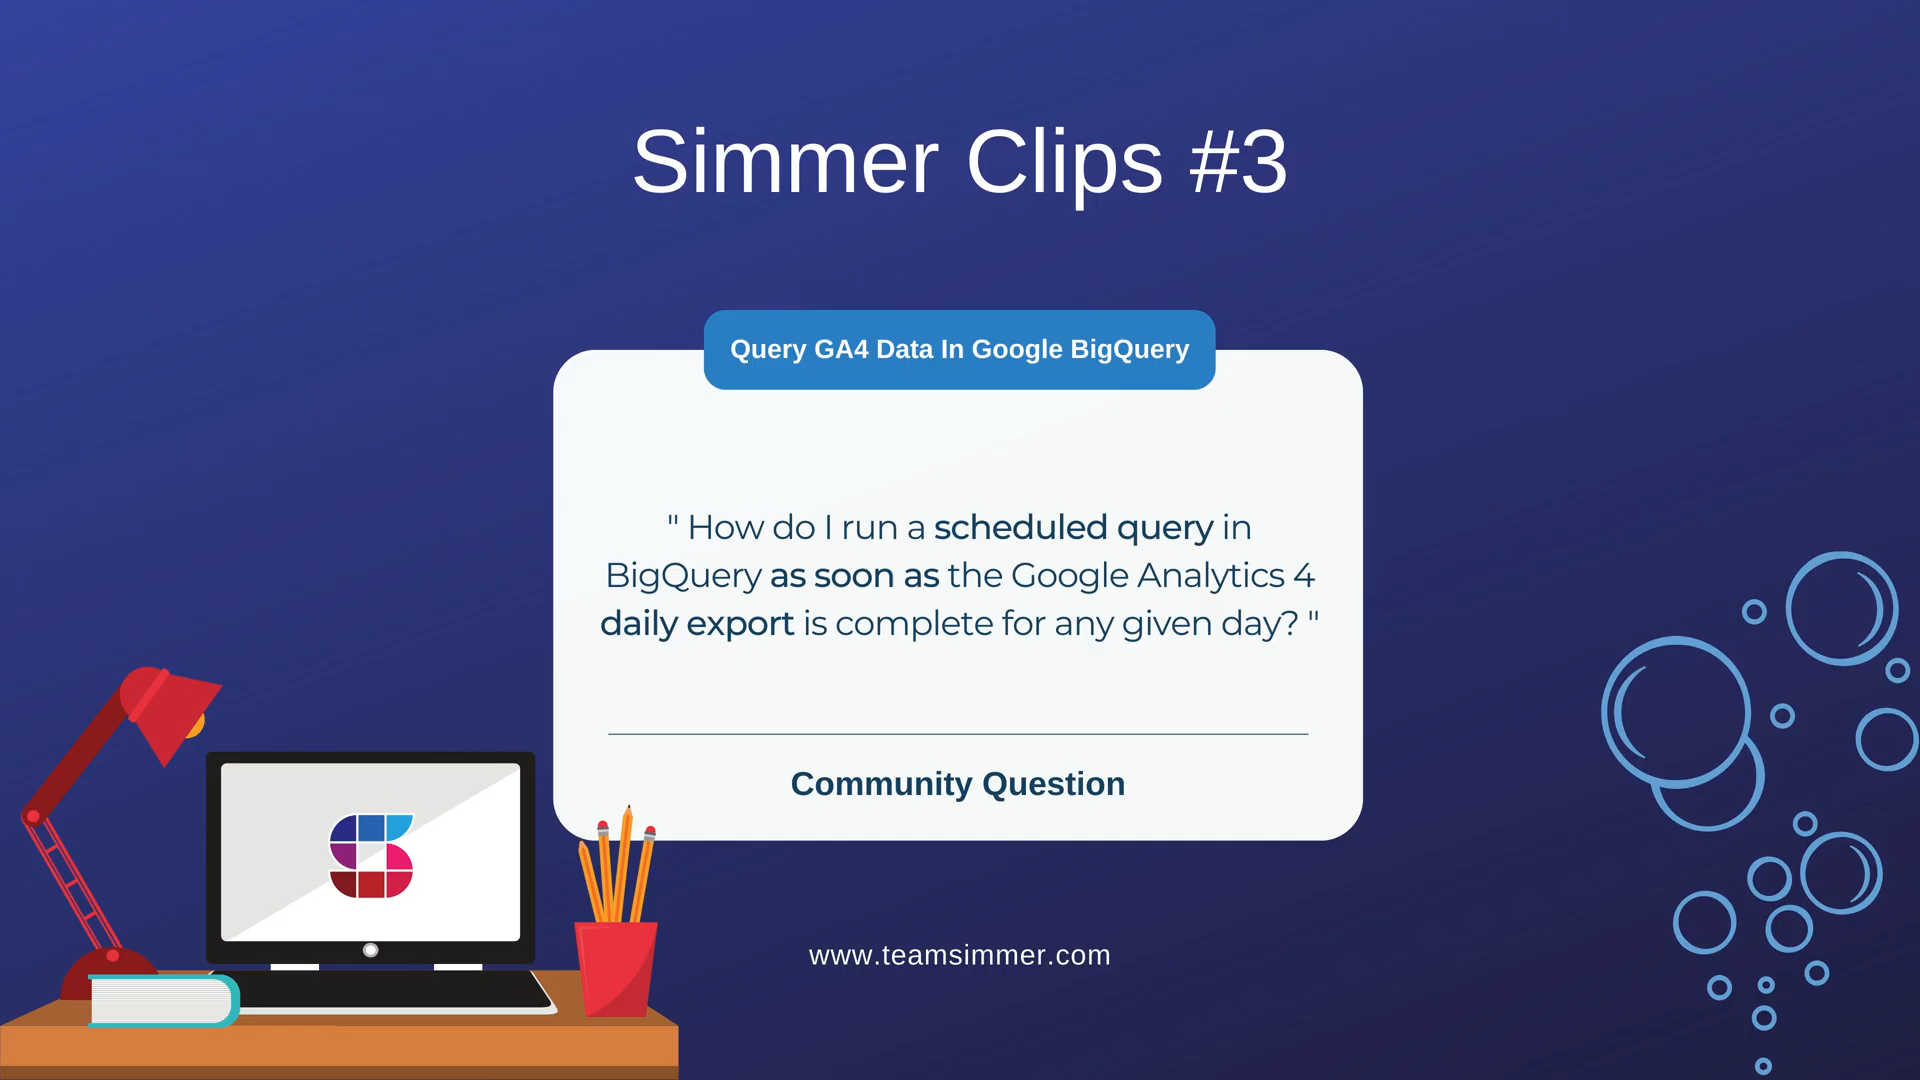 Simmer Clips #3
Query GA4 Data In Google BigQuery
" How do I run a scheduled query in
BigQuery as soon as the Google Analytics 4
daily export is complete for any given day? "
Community Question
www.teamsimmer.com